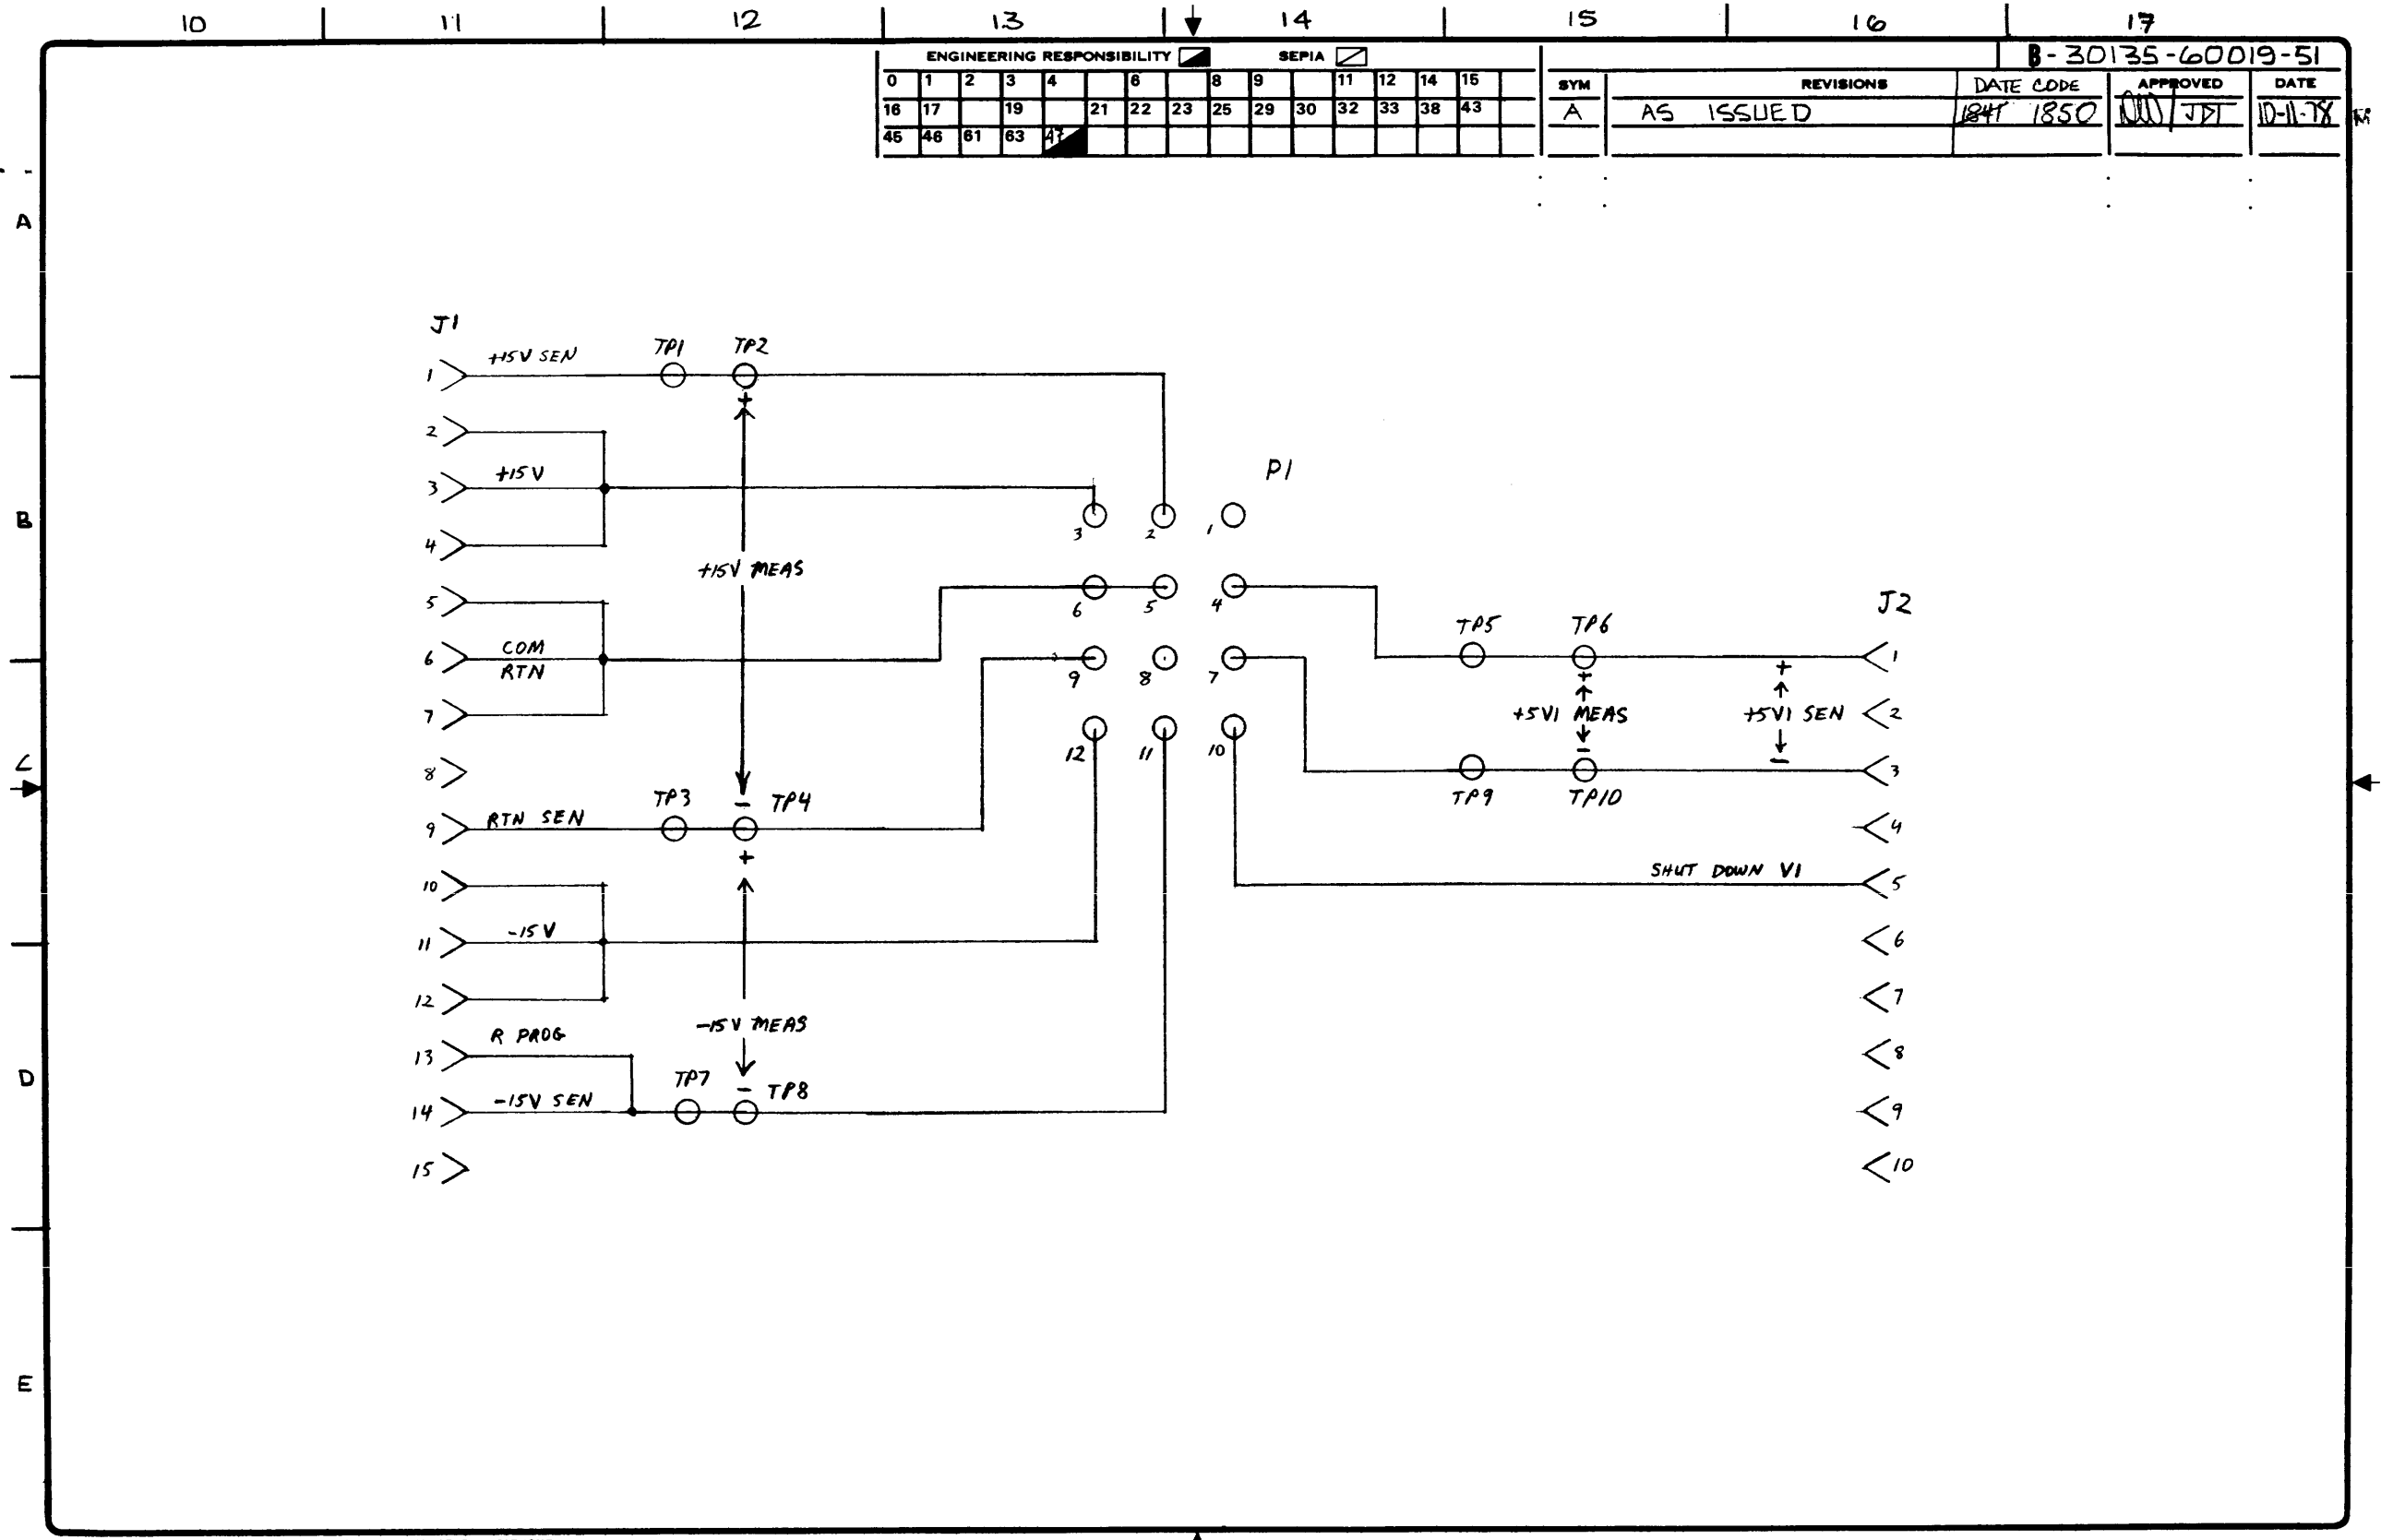 10 11 12 13 14 15 16 17
ENGINEERING RESPONSIBILITY SEPIA
B-30135-60019-51
0 1 2 3 4 6 8 9 11 12 14 15
16 17 19 21 22 23 25 29 30 32 33 38 43
45 46 61 63 47
SYM REVISIONS DATE CODE APPROVED DATE
A AS ISSUED 1847 1850 JDT 10-11-78
A
B
C
D
E
J1
1 +15V SEN TP1 TP2
+
2
3 +15V
4
+15V MEAS
5
6 COM
RTN
7
8
TP3 - TP4
9 RTN SEN
+
10
11 -15V
12
-15V MEAS
R PROG
13
TP7 - TP8
14 -15V SEN
15
P1
3 2 1
6 5 4
9 8 7
12 11 10
J2
TP5 TP6
1
+ +
+5V1 MEAS +5V1 SEN 2
- -
3
TP9 TP10
4
SHUT DOWN V1 5
6
7
8
9
10